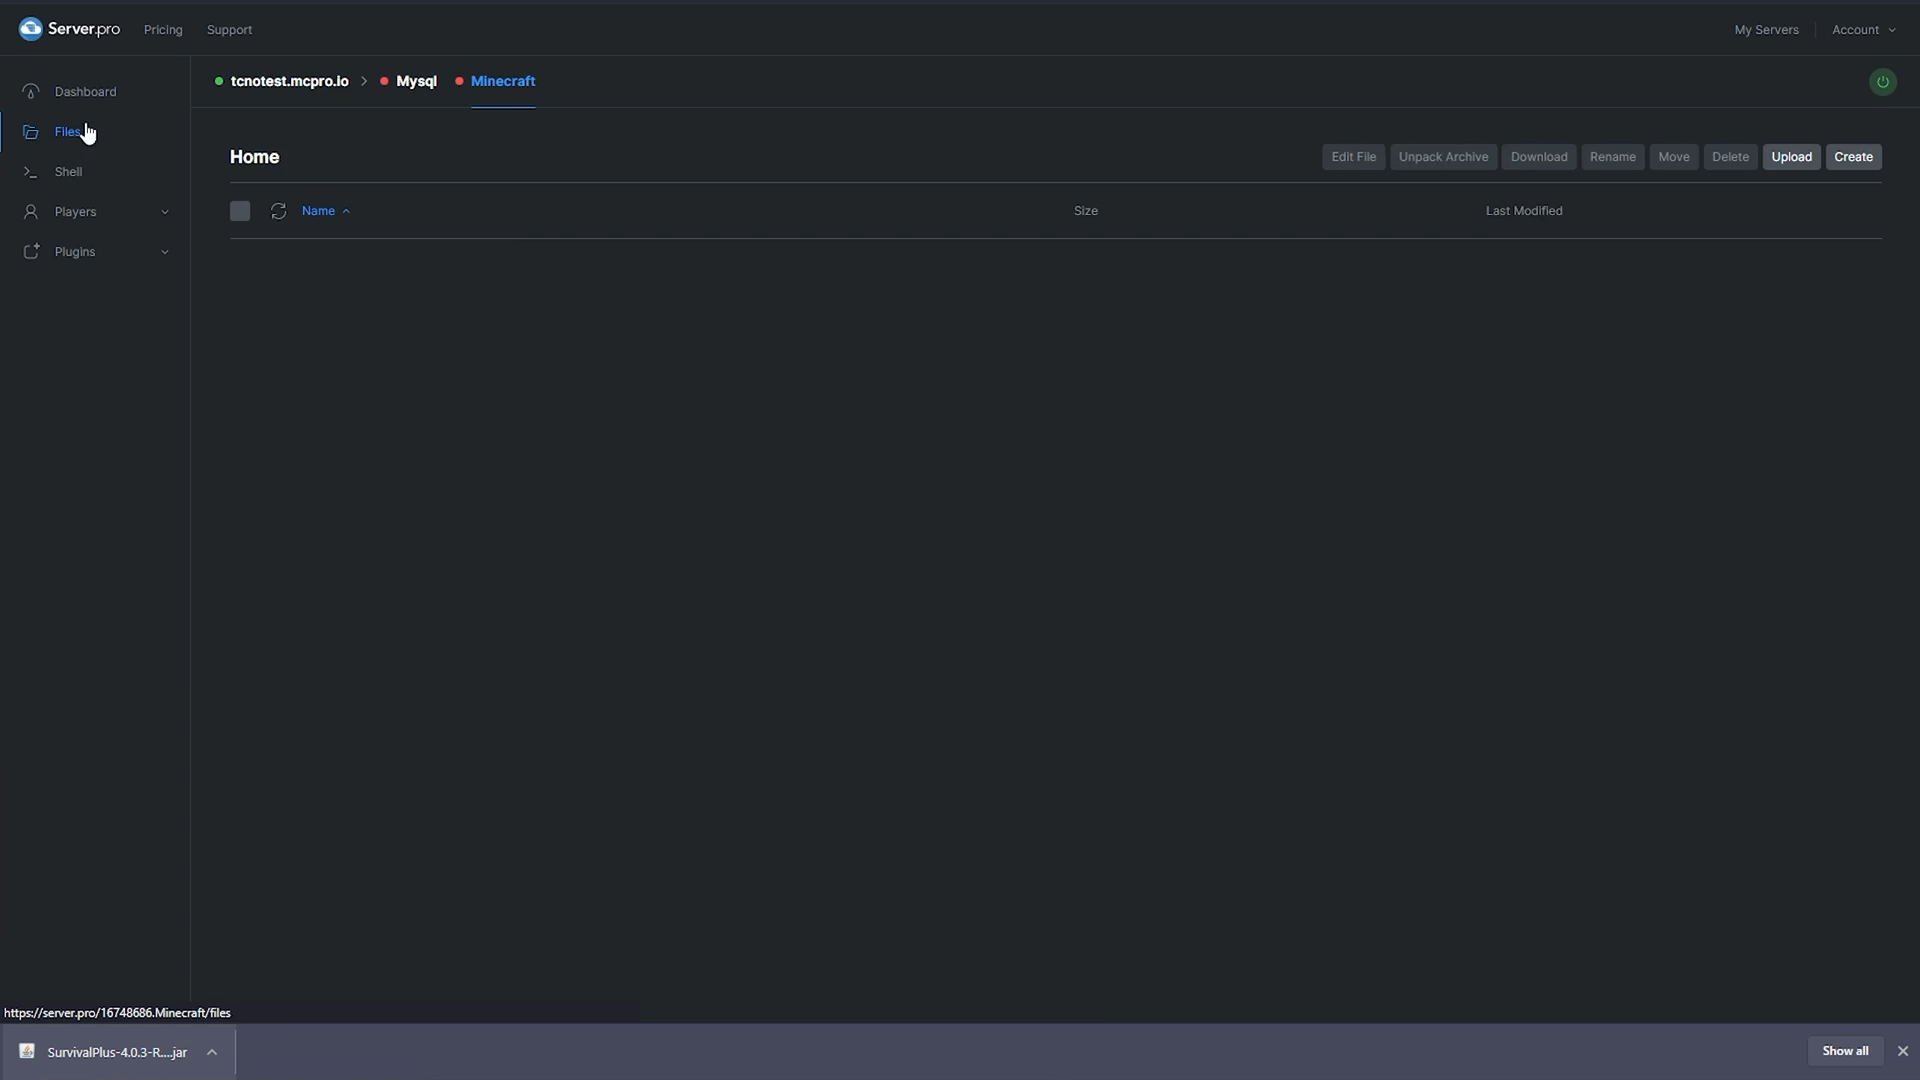 Server.pro Pricing Support My Servers Account
Dashboard
Files
Shell
Players
Plugins
tcnotest.mcpro.io > Mysql Minecraft
Home Edit File Unpack Archive Download Rename Move Delete Upload Create
Name Size Last Modified
https://server.pro/16748686.Minecraft/files
SurvivalPlus-4.0.3-R....jar Show all